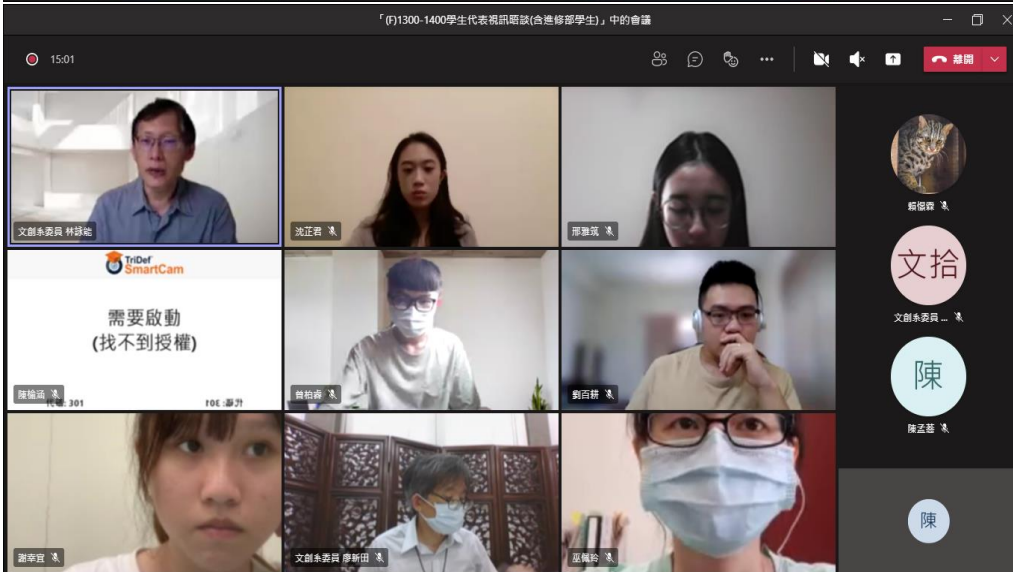 「(F)1300-1400學生代表視訊晤談(含進修部學生)」中的會議
15:01
離開
文創系委員 林詠能
沈正君
邢雅筑
賴偲霖
TriDef
SmartCam
需要啟動
(找不到授權)
301
陳愉涵
曾柏睿
劉百耕
文拾
文創系委員 ...
陳
陳孟蓁
謝幸宜
文創系委員 廖新田
巫佩玲
陳